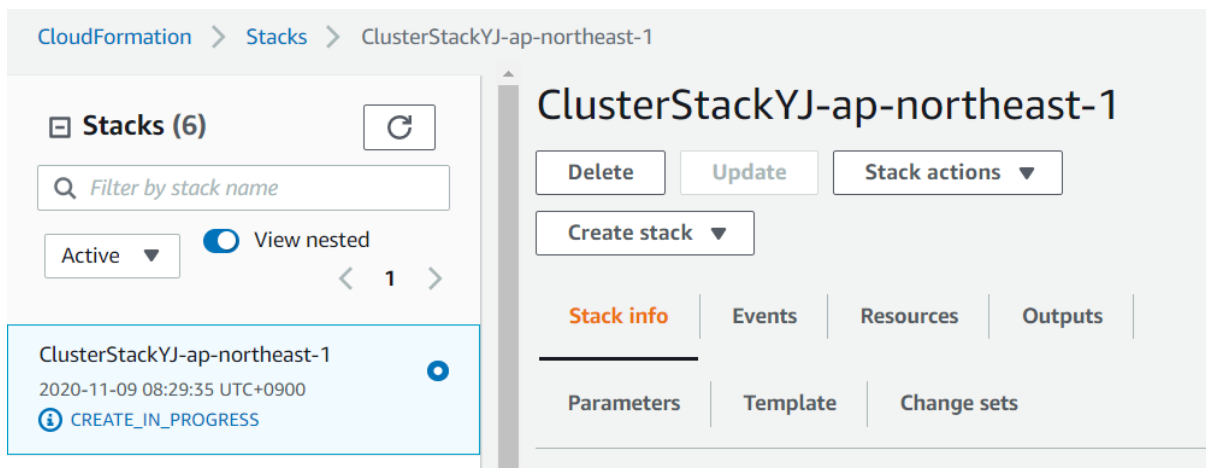 CloudFormation > Stacks > ClusterStackYJ-ap-northeast-1
Stacks (6)
Filter by stack name
Active
View nested
< 1 >
ClusterStackYJ-ap-northeast-1
2020-11-09 08:29:35 UTC+0900
CREATE_IN_PROGRESS
ClusterStackYJ-ap-northeast-1
Delete Update Stack actions
Create stack
Stack info Events Resources Outputs
Parameters Template Change sets